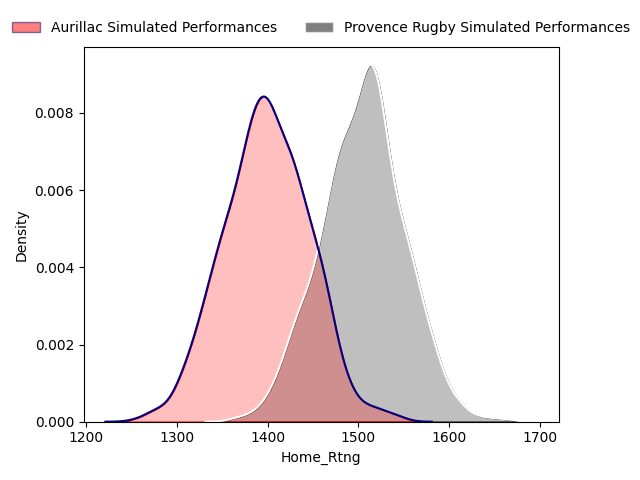 Aurillac Simulated Performances
Provence Rugby Simulated Performances
0.008
0.006
0.004
0.002
0.000
Density
1200 1300 1400 1500 1600 1700
Home_Rtng